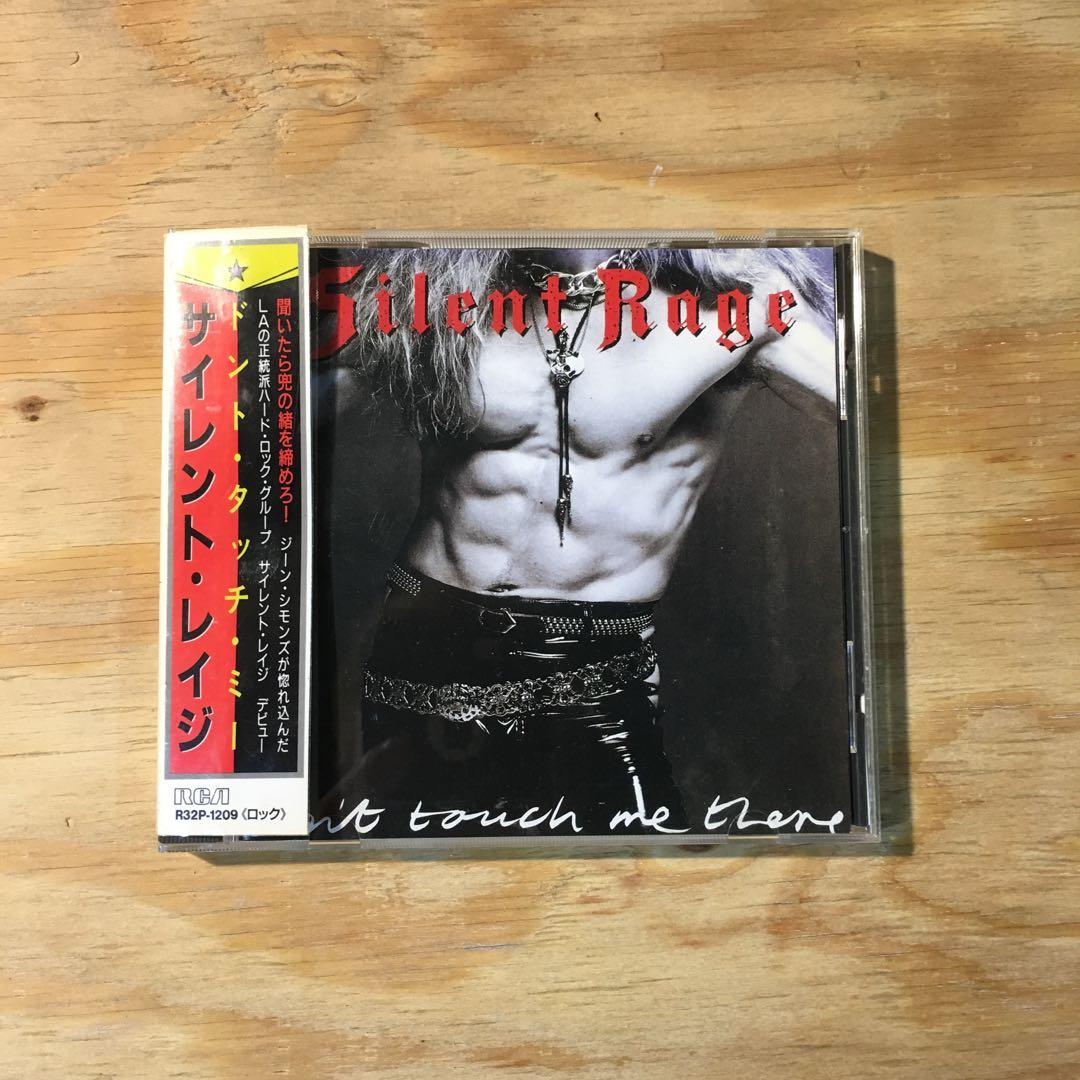 聞いたら兜の緒を締めろ！ ジーン・シモンズが惚れ込んだ
LAの正統派ハード・ロック・グループ サイレント・レイジ デビュー
ドント・タッチ・ミー
サイレント・レイジ
RCA
R32P-1209〈ロック〉
Silent Rage
n't touch me there